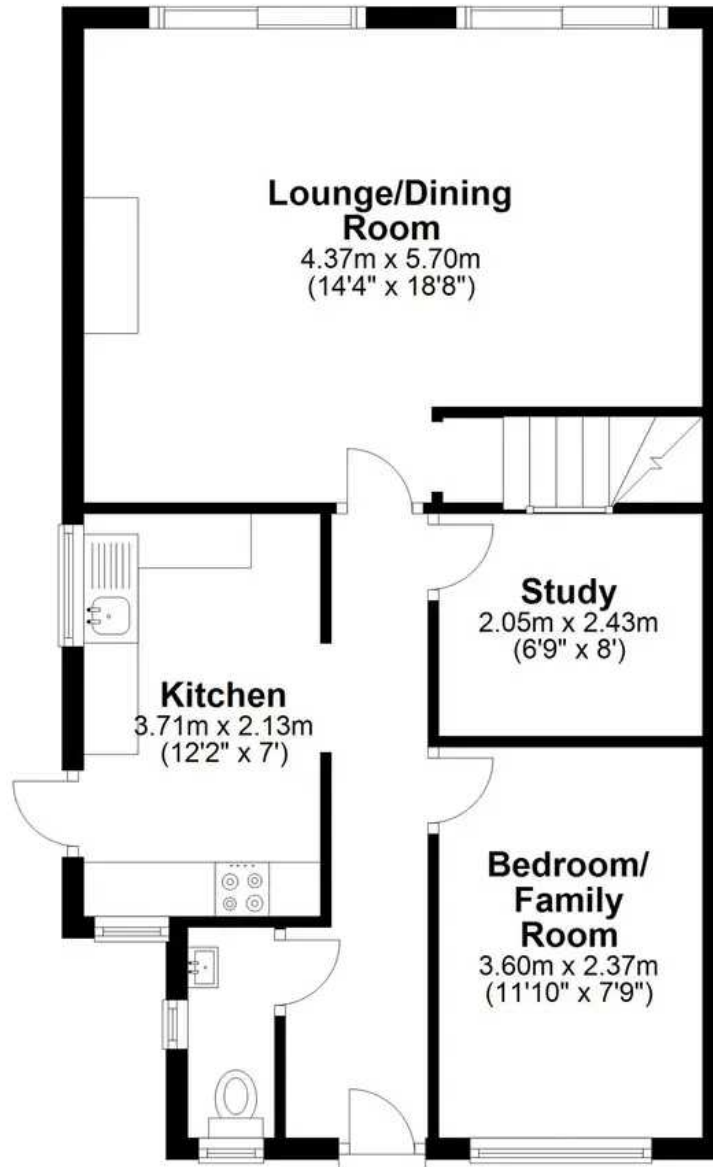 Lounge/Dining
Room
4.37m x 5.70m
(14'4" x 18'8")
Study
2.05m x 2.43m
(6'9" x 8')
Kitchen
3.71m x 2.13m
(12'2" x 7')
Bedroom/
Family
Room
3.60m x 2.37m
(11'10" x 7'9")